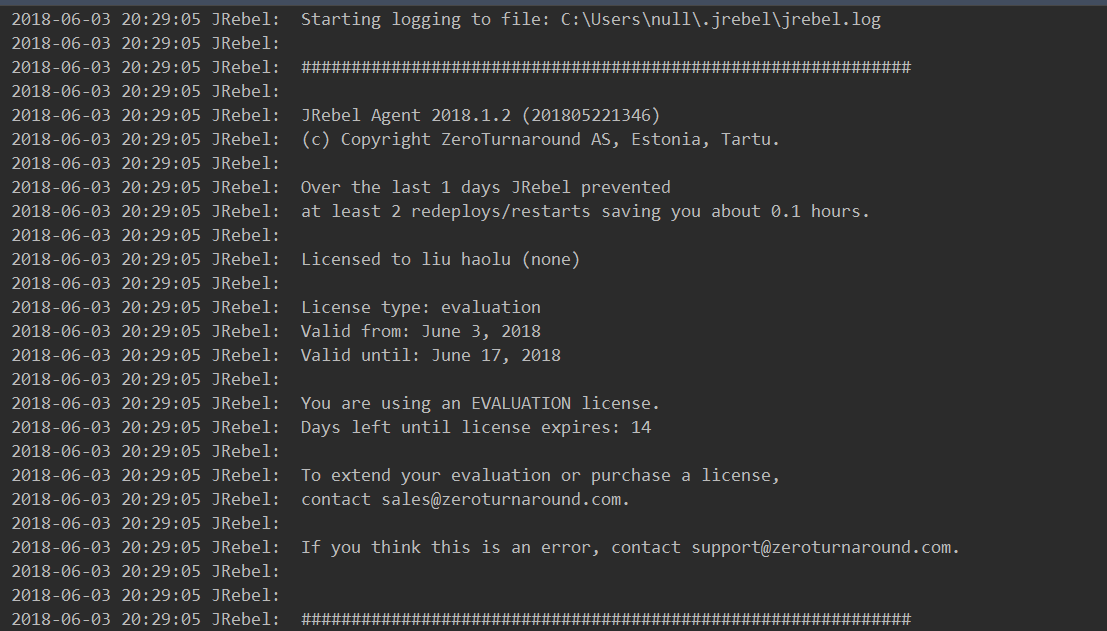 2018-06-03 20:29:05 JRebel:  Starting logging to file: C:\Users\null\.jrebel\jrebel.log
2018-06-03 20:29:05 JRebel:
2018-06-03 20:29:05 JRebel:  #############################################################
2018-06-03 20:29:05 JRebel:
2018-06-03 20:29:05 JRebel:  JRebel Agent 2018.1.2 (201805221346)
2018-06-03 20:29:05 JRebel:  (c) Copyright ZeroTurnaround AS, Estonia, Tartu.
2018-06-03 20:29:05 JRebel:
2018-06-03 20:29:05 JRebel:  Over the last 1 days JRebel prevented
2018-06-03 20:29:05 JRebel:  at least 2 redeploys/restarts saving you about 0.1 hours.
2018-06-03 20:29:05 JRebel:
2018-06-03 20:29:05 JRebel:  Licensed to liu haolu (none)
2018-06-03 20:29:05 JRebel:
2018-06-03 20:29:05 JRebel:  License type: evaluation
2018-06-03 20:29:05 JRebel:  Valid from: June 3, 2018
2018-06-03 20:29:05 JRebel:  Valid until: June 17, 2018
2018-06-03 20:29:05 JRebel:
2018-06-03 20:29:05 JRebel:  You are using an EVALUATION license.
2018-06-03 20:29:05 JRebel:  Days left until license expires: 14
2018-06-03 20:29:05 JRebel:
2018-06-03 20:29:05 JRebel:  To extend your evaluation or purchase a license,
2018-06-03 20:29:05 JRebel:  contact sales@zeroturnaround.com.
2018-06-03 20:29:05 JRebel:
2018-06-03 20:29:05 JRebel:  If you think this is an error, contact support@zeroturnaround.com.
2018-06-03 20:29:05 JRebel:
2018-06-03 20:29:05 JRebel:
2018-06-03 20:29:05 JRebel:  #############################################################